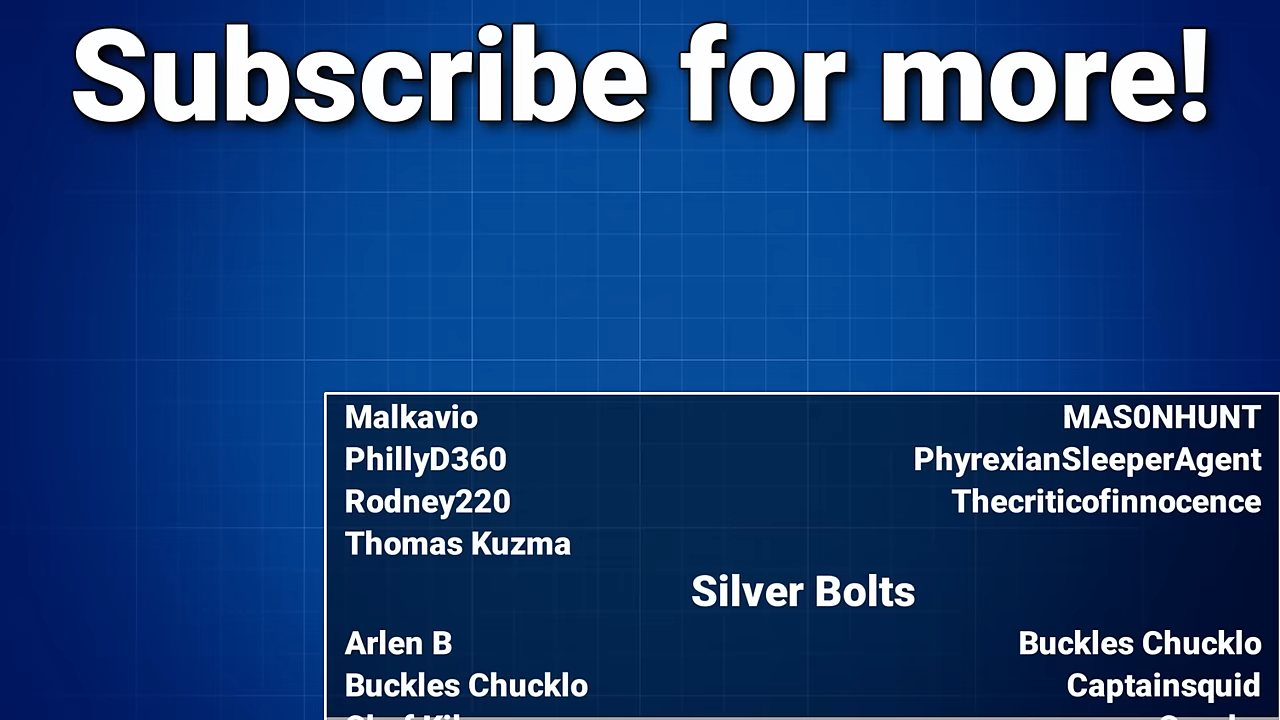 Subscribe for more!
Malkavio MAS0NHUNT
PhillyD360 PhyrexianSleeperAgent
Rodney220 Thecriticofinnocence
Thomas Kuzma
Silver Bolts
Arlen B Buckles Chucklo
Buckles Chucklo Captainsquid